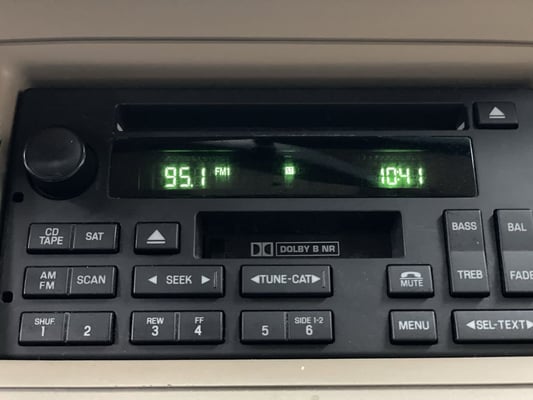 95.1 FM1 10:41
CD TAPE SAT
DOLBY B NR
BASS
BAL
AM FM SCAN
SEEK
TUNE-CAT
MUTE
TREB
FADE
SHUF 1 2
REW 3 FF 4
5 SIDE 1-2 6
MENU
SEL-TEXT